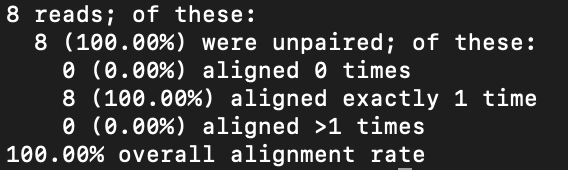 8 reads; of these:
  8 (100.00%) were unpaired; of these:
    0 (0.00%) aligned 0 times
    8 (100.00%) aligned exactly 1 time
    0 (0.00%) aligned >1 times
100.00% overall alignment rate